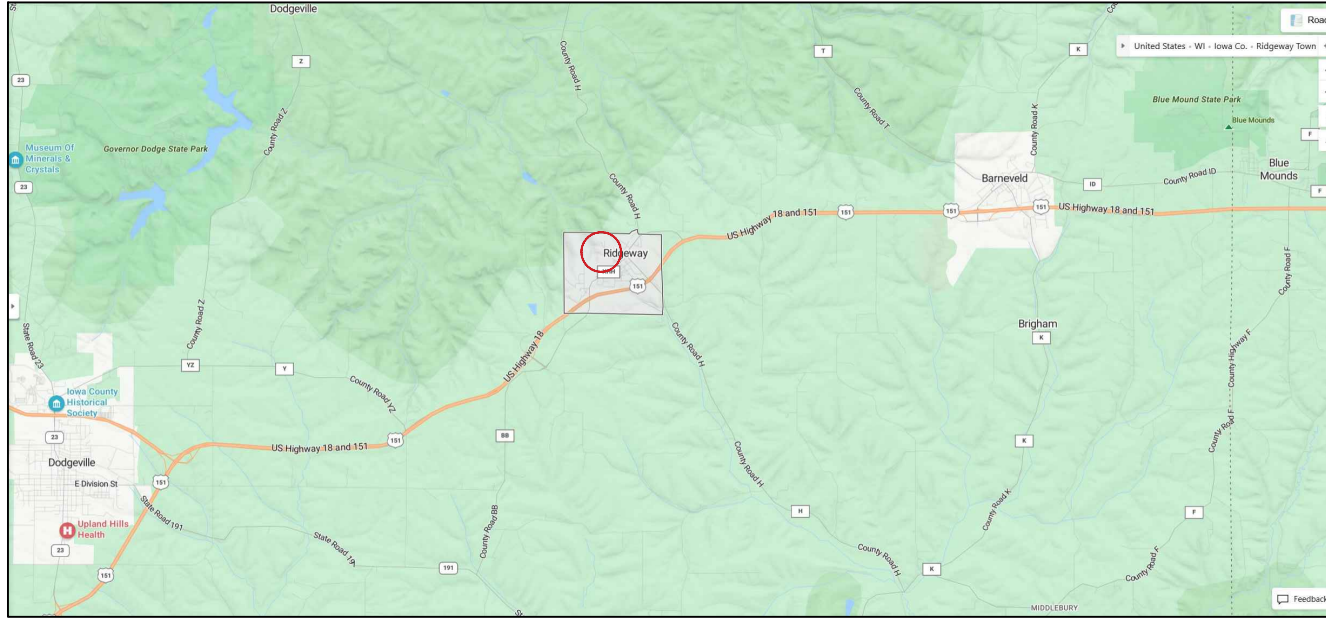 Dodgeville
Road
United States - WI - Iowa Co. - Ridgeway Town
23
Z
County Road H
T
K
Blue Mound State Park
Blue Mounds
F
Museum Of
Minerals &
Crystals
Governor Dodge State Park
County Road Z
County Road T
County Road K
Blue
Mounds
23
Barneveld
ID
County Road ID
F
County Road H
US Highway 18 and 151
151
151
151
US Highway 18 and 151
Ridgeway
151
County Road F
County Road Z
State Road 23
US Highway 18
County Road H
Brigham
K
County Highway F
YZ
Y
County Road YZ
Iowa County
Historical
Society
23
US Highway 18 and 151
151
BB
County Road F
K
Dodgeville
E Division St
151
County Road H
State Road 191
County Road K
H
F
Upland Hills
Health
County Road BB
23
State Road 19
191
County Road H
K
County Road F
151
MIDDLEBURY
Feedback